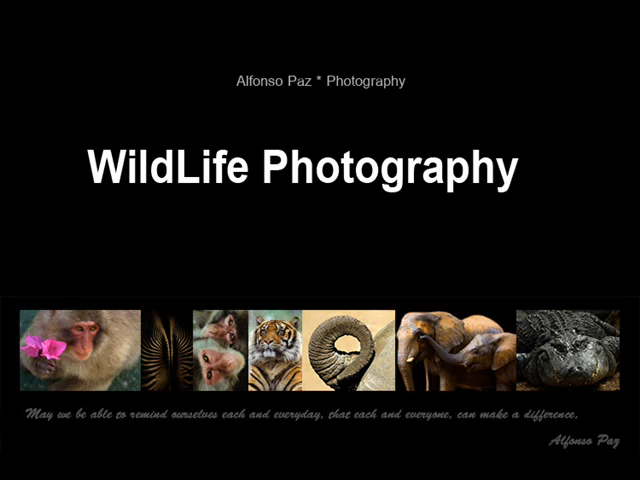 Alfonso Paz * Photography
WildLife Photography
May we be able to remind ourselves each and everyday, that each and everyone, can make a difference.
Alfonso Paz